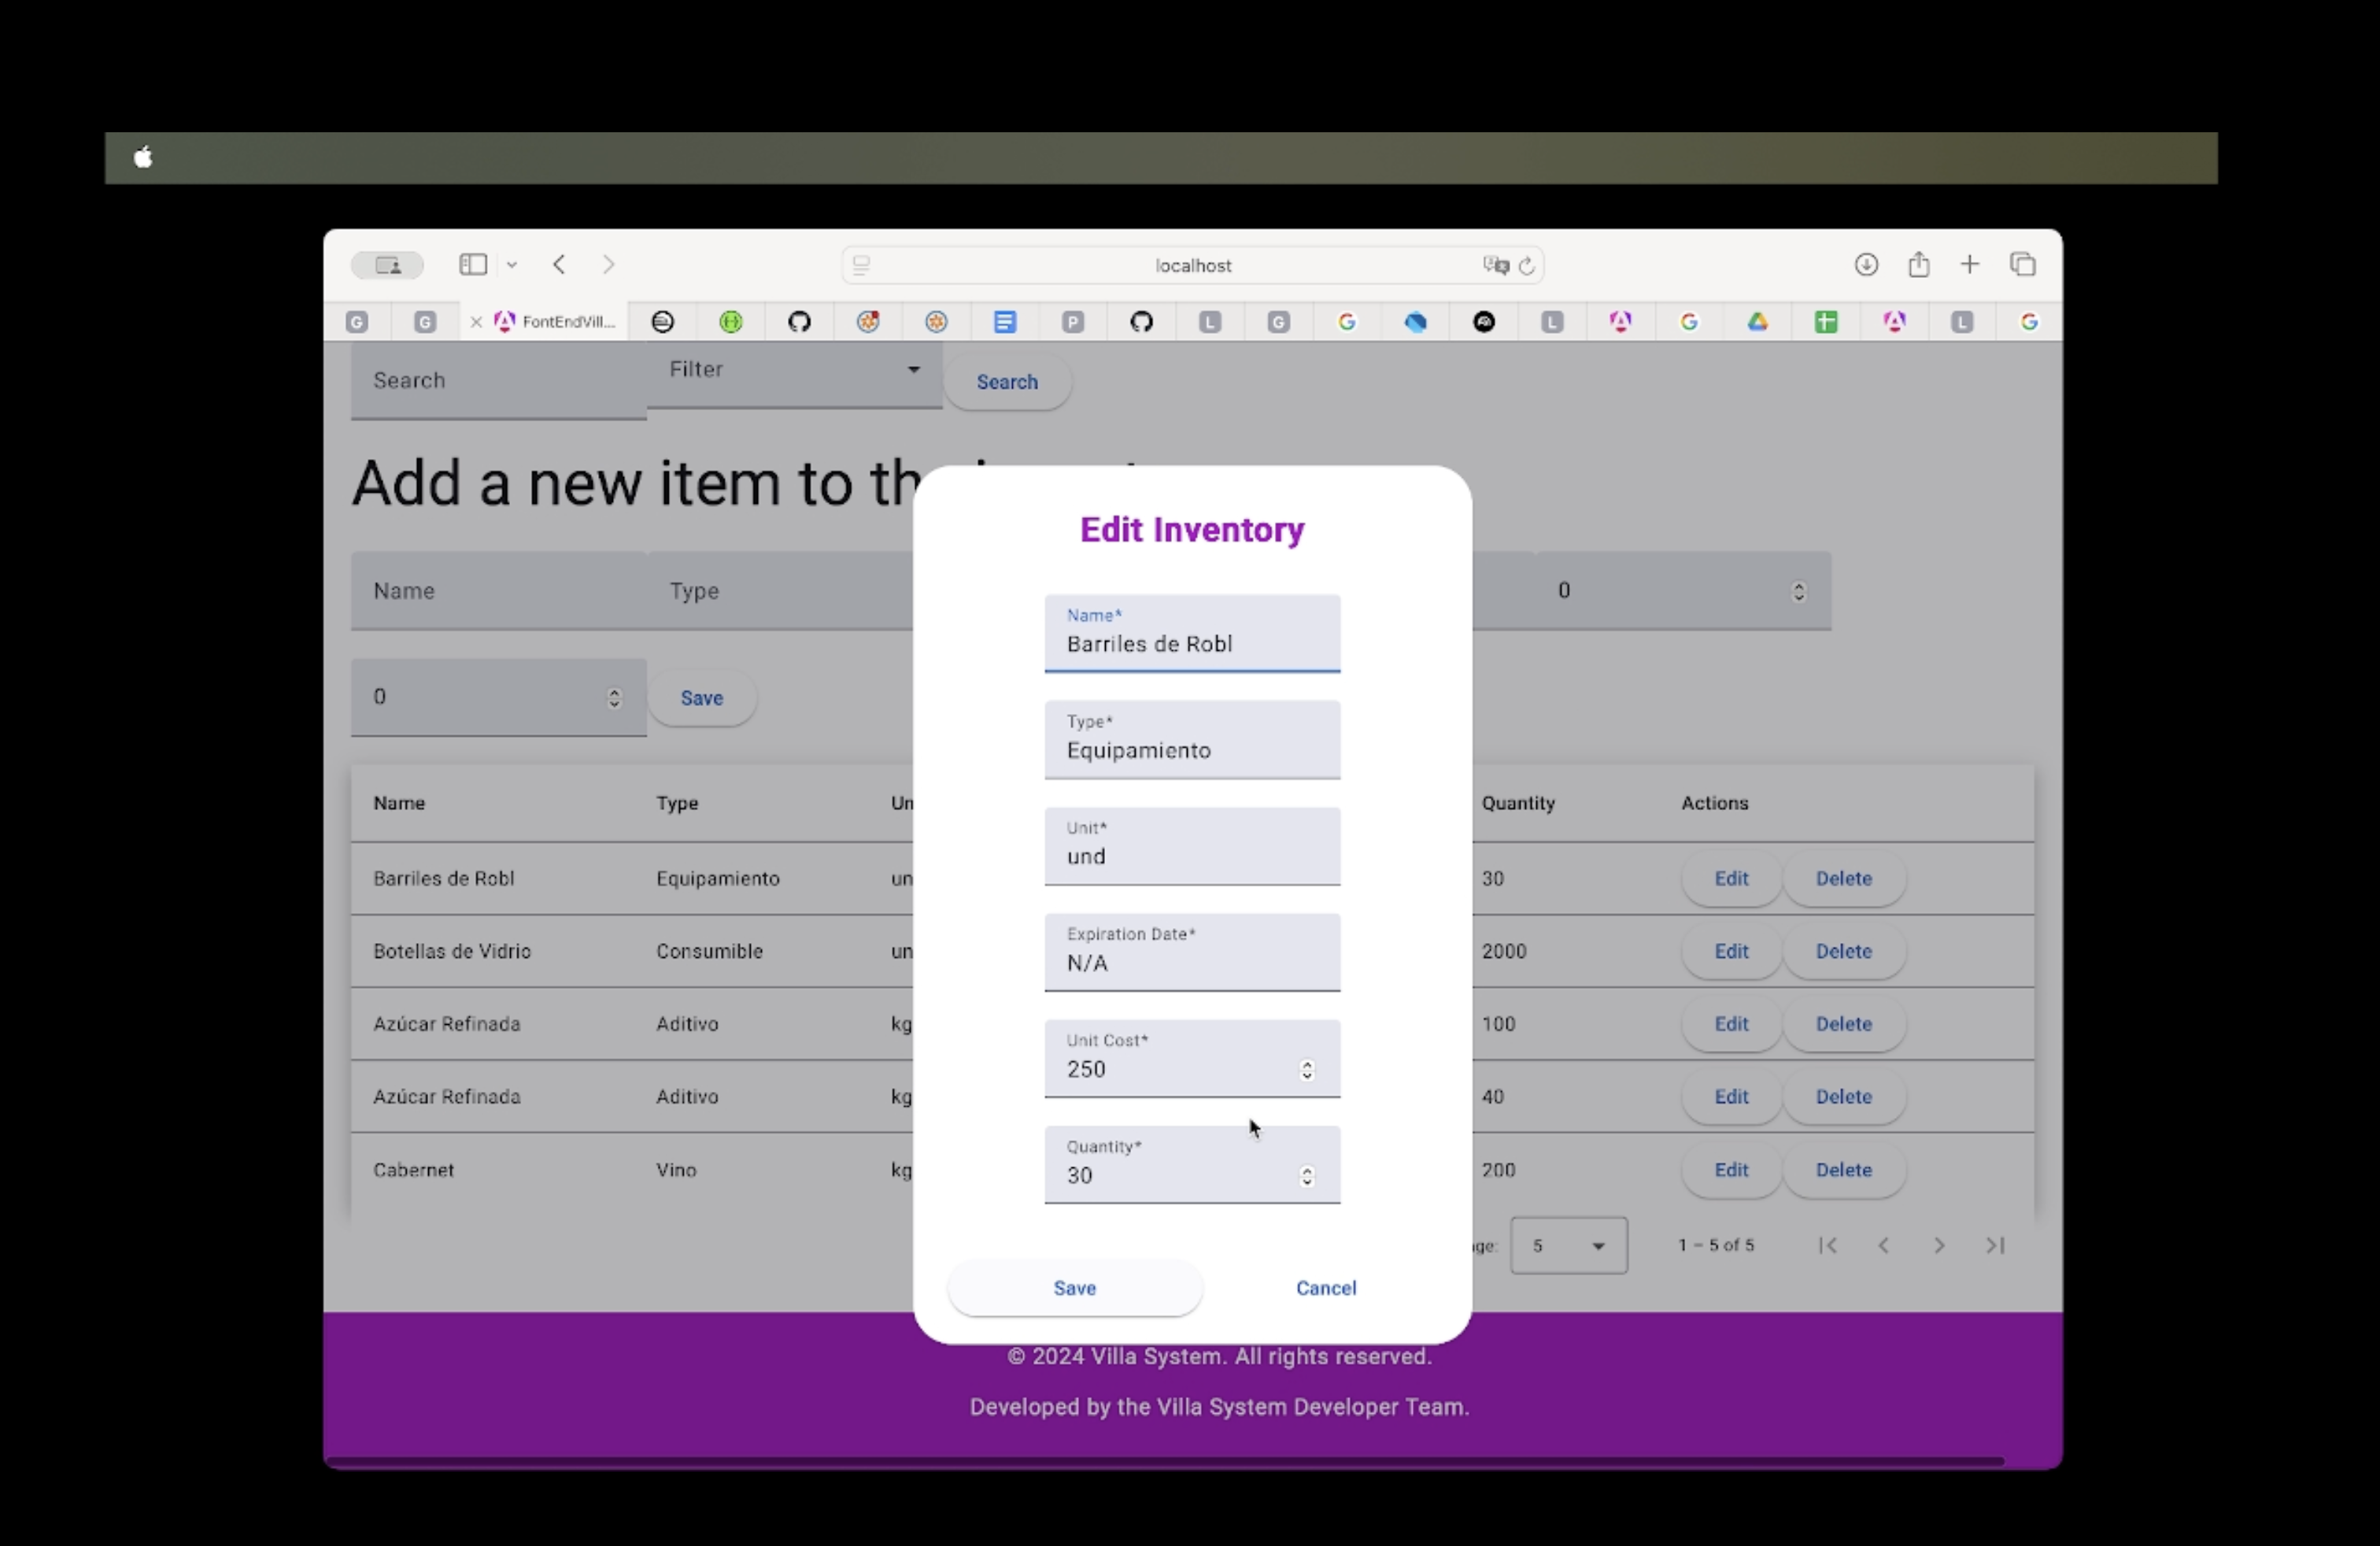 localhost
G
G
FontEndVill...
P
L
G
G
L
G
L
G
Search
Filter
Search
Add a new item to th
Name
Type
0
0
Save
Name
Type
Un
Quantity
Actions
Barriles de Robl
Equipamiento
un
30
Edit
Delete
Botellas de Vidrio
Consumible
un
2000
Edit
Delete
Azúcar Refinada
Aditivo
kg
100
Edit
Delete
Azúcar Refinada
Aditivo
kg
40
Edit
Delete
Cabernet
Vino
kg
200
Edit
Delete
ge:
5
1 – 5 of 5
Edit Inventory
Name*
Barriles de Robl
Type*
Equipamiento
Unit*
und
Expiration Date*
N/A
Unit Cost*
250
Quantity*
30
Save
Cancel
© 2024 Villa System. All rights reserved.
Developed by the Villa System Developer Team.